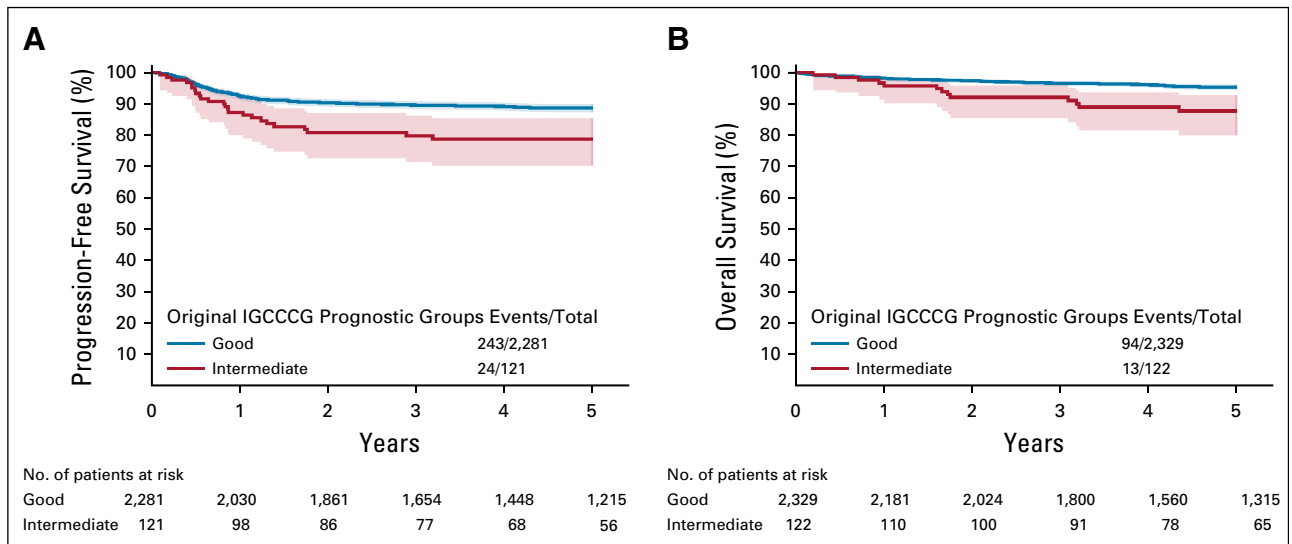 A
Progression-Free Survival (%)
100
90
80
70
60
50
40
30
20
10
Original IGCCCG Prognostic Groups Events/Total
Good 243/2,281
Intermediate 24/121
0 1 2 3 4 5
Years
No. of patients at risk
Good 2,281 2,030 1,861 1,654 1,448 1,215
Intermediate 121 98 86 77 68 56
B
Overall Survival (%)
100
90
80
70
60
50
40
30
20
10
Original IGCCCG Prognostic Groups Events/Total
Good 94/2,329
Intermediate 13/122
0 1 2 3 4 5
Years
No. of patients at risk
Good 2,329 2,181 2,024 1,800 1,560 1,315
Intermediate 122 110 100 91 78 65